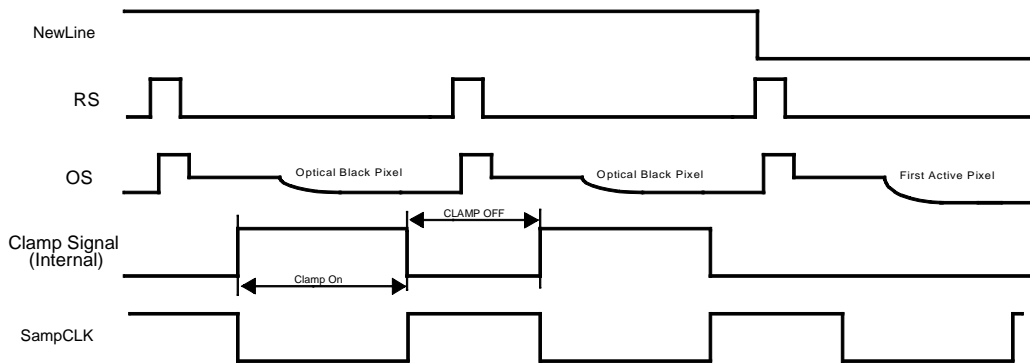 NewLine
RS
OS
Optical Black Pixel
Optical Black Pixel
First Active Pixel
CLAMP OFF
Clamp Signal
(Internal)
Clamp On
SampCLK